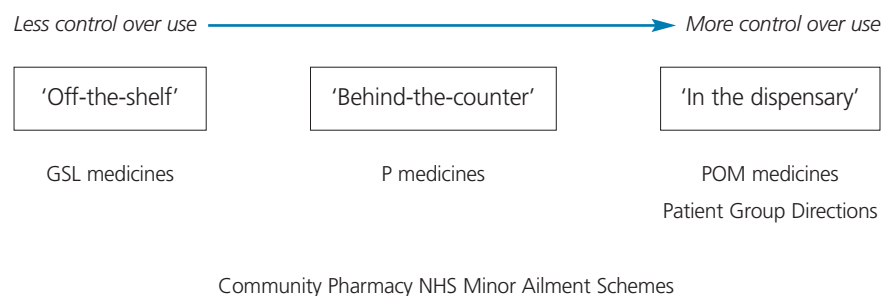 Less control over use More control over use
‘Off-the-shelf’ ‘Behind-the-counter’ ‘In the dispensary’
GSL medicines P medicines POM medicines
Patient Group Directions
Community Pharmacy NHS Minor Ailment Schemes